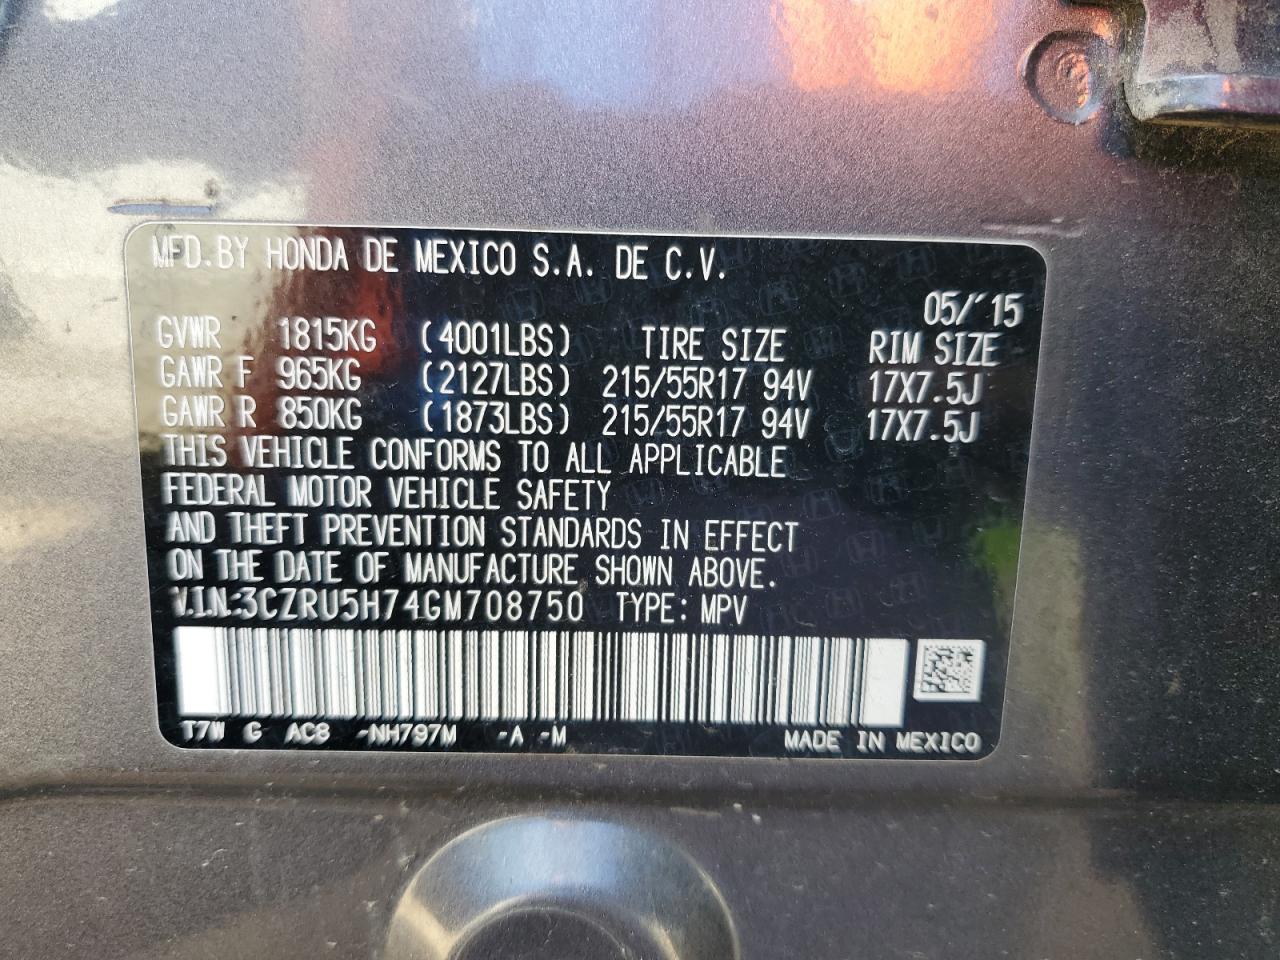 MFD.BY HONDA DE MEXICO S.A. DE C.V.
05/'15
GVWR 1815KG (4001LBS) TIRE SIZE RIM SIZE
GAWR F 965KG (2127LBS) 215/55R17 94V 17X7.5J
GAWR R 850KG (1873LBS) 215/55R17 94V 17X7.5J
THIS VEHICLE CONFORMS TO ALL APPLICABLE
FEDERAL MOTOR VEHICLE SAFETY
AND THEFT PREVENTION STANDARDS IN EFFECT
ON THE DATE OF MANUFACTURE SHOWN ABOVE.
V.I.N.:3CZRU5H74GM708750 TYPE: MPV
T7W G AC8 -NH797M -A -M MADE IN MEXICO